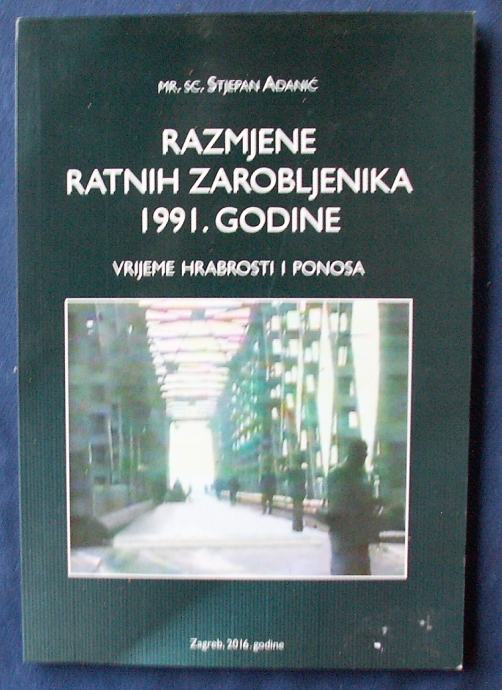 MR. SC. STJEPAN ADANIĆ
RAZMJENE
RATNIH ZAROBLJENIKA
1991. GODINE
VRIJEME HRABROSTI I PONOSA
Zagreb, 2016. godine